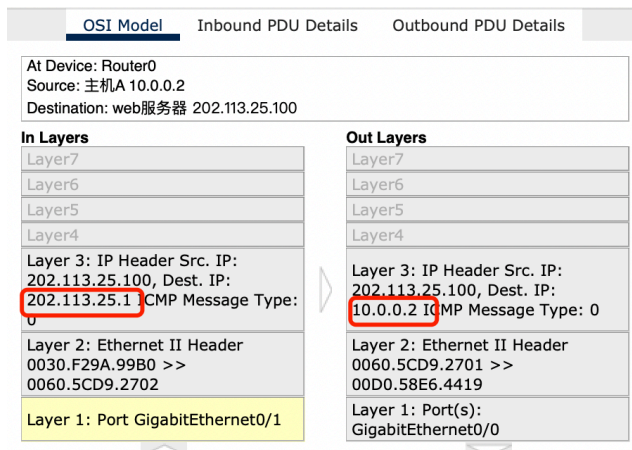 OSI Model Inbound PDU Details Outbound PDU Details
At Device: Router0
Source: 主机A 10.0.0.2
Destination: web服务器 202.113.25.100
In Layers
Layer7
Layer6
Layer5
Layer4
Layer 3: IP Header Src. IP:
202.113.25.100, Dest. IP:
202.113.25.1 ICMP Message Type:
0
Layer 2: Ethernet II Header
0030.F29A.99B0 >>
0060.5CD9.2702
Layer 1: Port GigabitEthernet0/1
Out Layers
Layer7
Layer6
Layer5
Layer4
Layer 3: IP Header Src. IP:
202.113.25.100, Dest. IP:
10.0.0.2 ICMP Message Type: 0
Layer 2: Ethernet II Header
0060.5CD9.2701 >>
00D0.58E6.4419
Layer 1: Port(s):
GigabitEthernet0/0